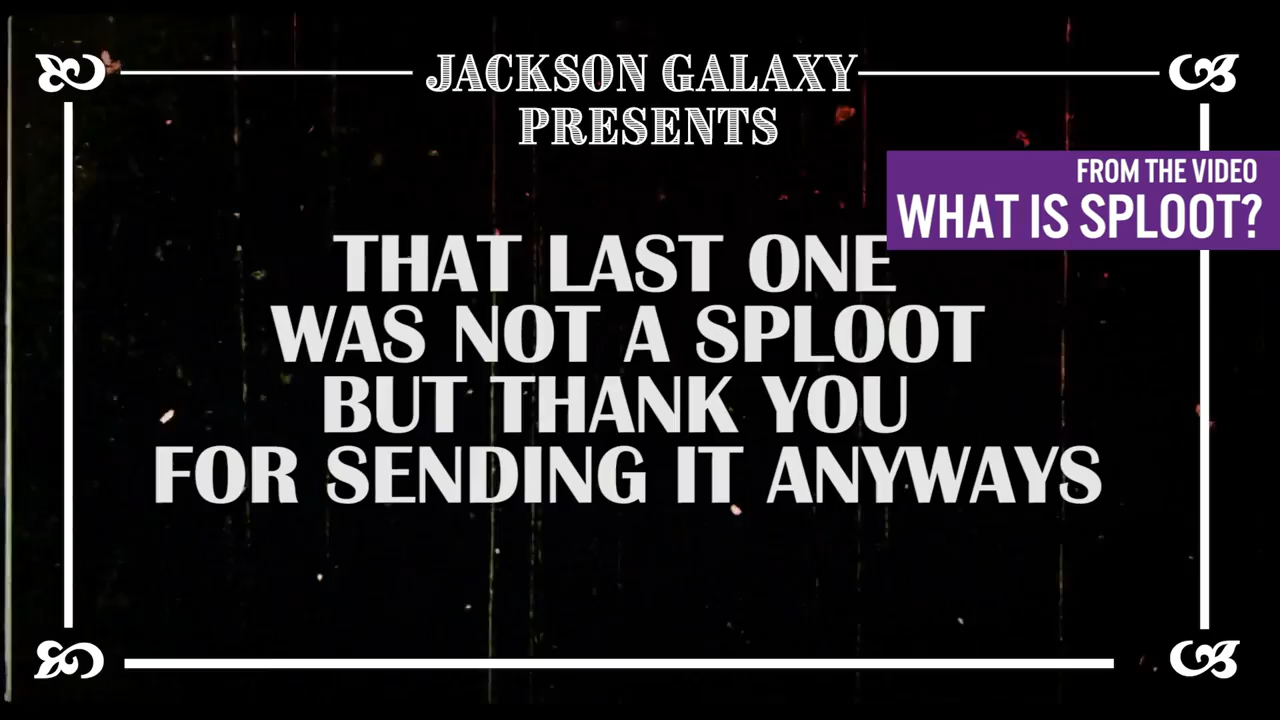 JACKSON GALAXY
PRESENTS
FROM THE VIDEO
WHAT IS SPLOOT?
THAT LAST ONE
WAS NOT A SPLOOT
BUT THANK YOU
FOR SENDING IT ANYWAYS